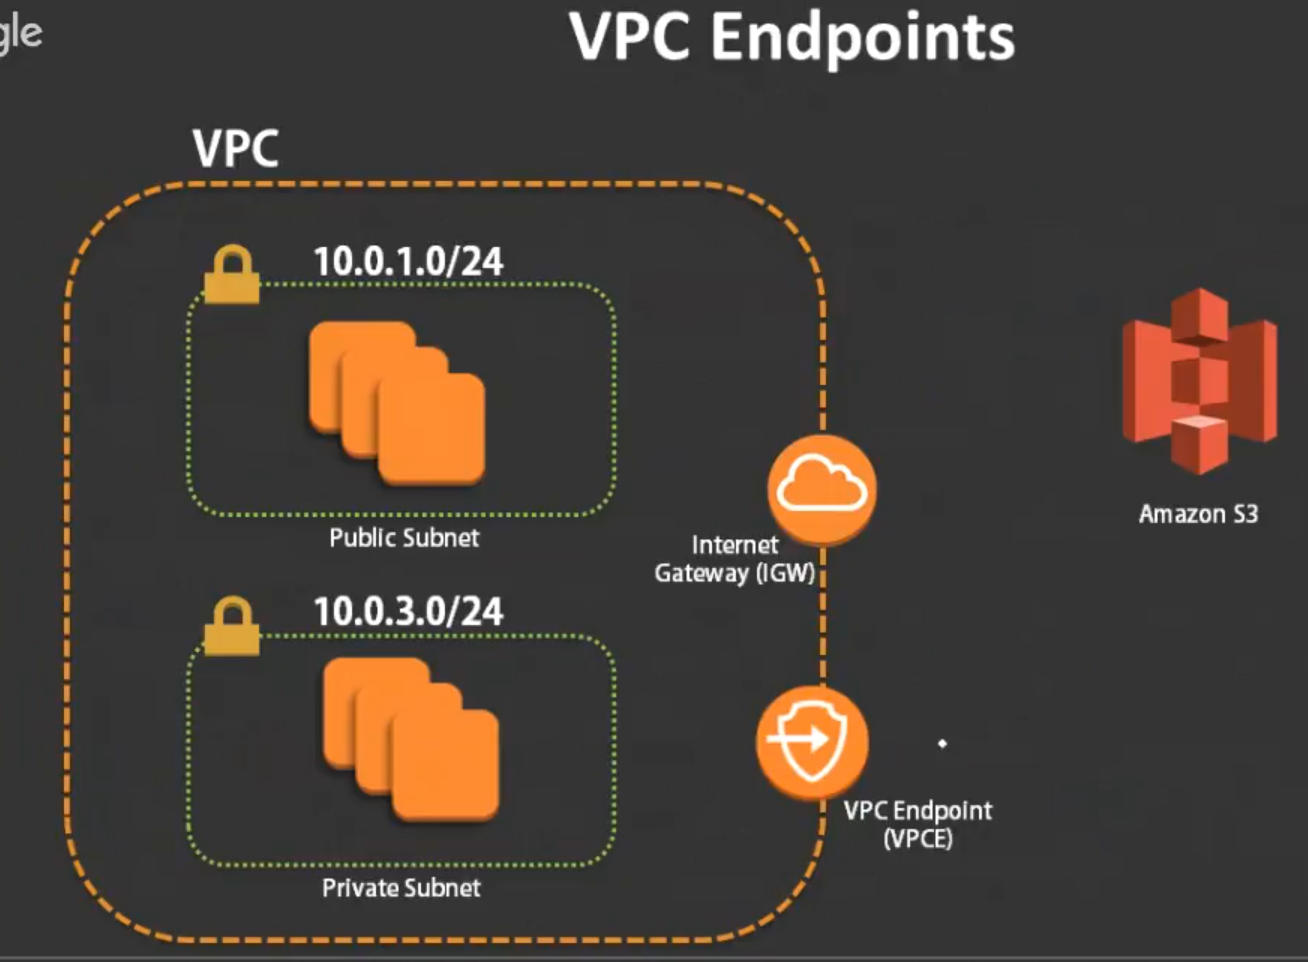 gle
VPC Endpoints
VPC
10.0.1.0/24
Public Subnet
Internet
Gateway (IGW)
Amazon S3
10.0.3.0/24
Private Subnet
VPC Endpoint
(VPCE)